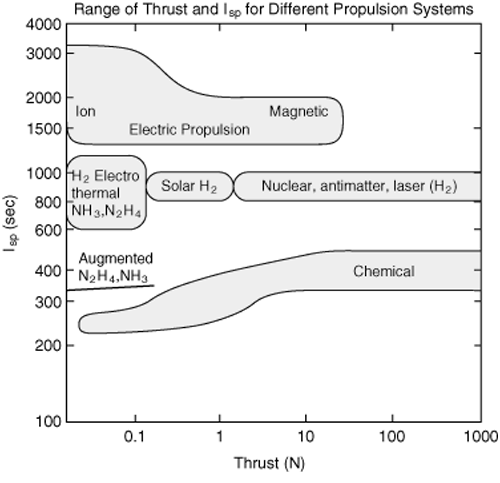 Range of Thrust and Isp for Different Propulsion Systems
4000
3000
2000
1500
1000
800
600
400
300
200
100
Isp (sec)
Ion
Magnetic
Electric Propulsion
H2 Electro
thermal
NH3,N2H4
Solar H2
Nuclear, antimatter, laser (H2)
Augmented
N2H4,NH3
Chemical
0.1
1
10
100
1000
Thrust (N)